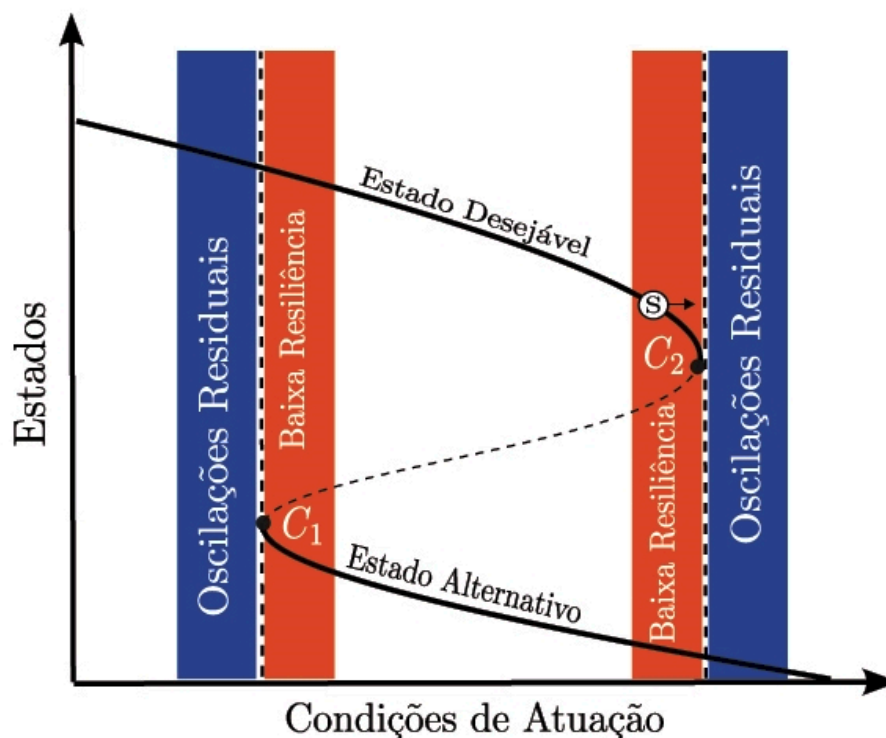 Estados
Oscilações Residuais
Baixa Resiliência
Estado Desejável
S
C2
C1
Estado Alternativo
Baixa Resiliência
Oscilações Residuais
Condições de Atuação